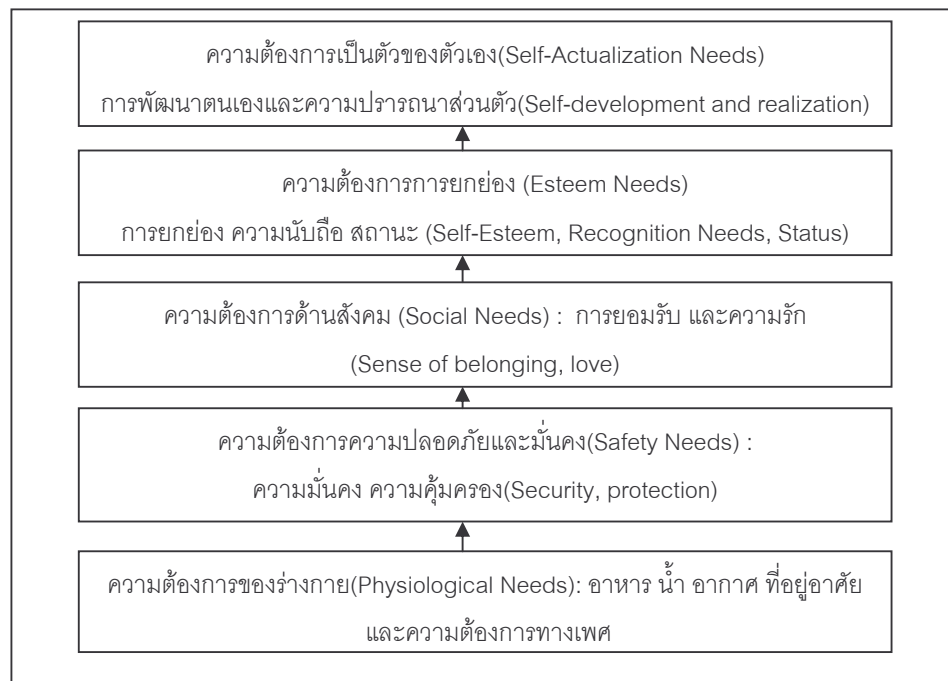 ความต้องการเป็นตัวของตัวเอง(Self-Actualization Needs)
การพัฒนาตนเองและความปรารถนาส่วนตัว(Self-development and realization)
ความต้องการการยกย่อง (Esteem Needs)
การยกย่อง ความนับถือ สถานะ (Self-Esteem, Recognition Needs, Status)
ความต้องการด้านสังคม (Social Needs) : การยอมรับ และความรัก
(Sense of belonging, love)
ความต้องการความปลอดภัยและมั่นคง(Safety Needs) :
ความมั่นคง ความคุ้มครอง(Security, protection)
ความต้องการของร่างกาย(Physiological Needs): อาหาร น้ำ อากาศ ที่อยู่อาศัย
และความต้องการทางเพศ